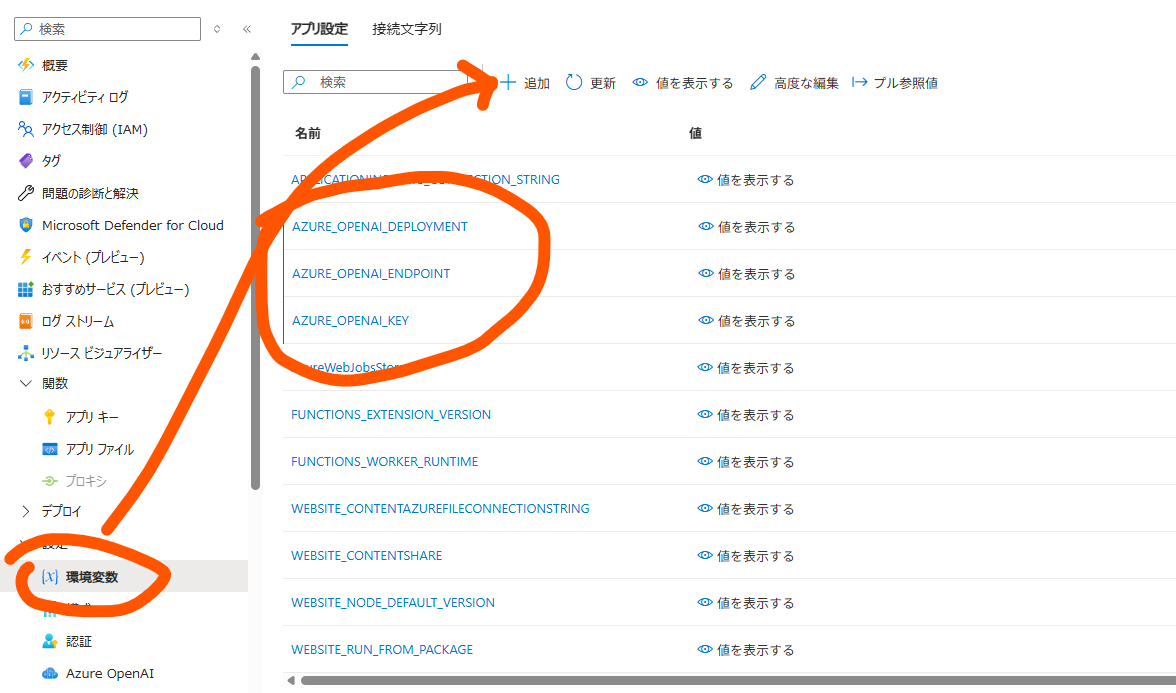 検索
概要
アクティビティ ログ
アクセス制御 (IAM)
タグ
問題の診断と解決
Microsoft Defender for Cloud
イベント (プレビュー)
おすすめサービス (プレビュー)
ログ ストリーム
リソース ビジュアライザー
関数
アプリ キー
アプリ ファイル
プロキシ
デプロイ
設定
環境変数
認証
Azure OpenAI
アプリ設定 接続文字列
検索 追加 更新 値を表示する 高度な編集 プル参照値
名前 値
値を表示する
AZURE_OPENAI_DEPLOYMENT 値を表示する
AZURE_OPENAI_ENDPOINT 値を表示する
AZURE_OPENAI_KEY 値を表示する
値を表示する
FUNCTIONS_EXTENSION_VERSION 値を表示する
FUNCTIONS_WORKER_RUNTIME 値を表示する
WEBSITE_CONTENTAZUREFILECONNECTIONSTRING 値を表示する
WEBSITE_CONTENTSHARE 値を表示する
WEBSITE_NODE_DEFAULT_VERSION 値を表示する
WEBSITE_RUN_FROM_PACKAGE 値を表示する